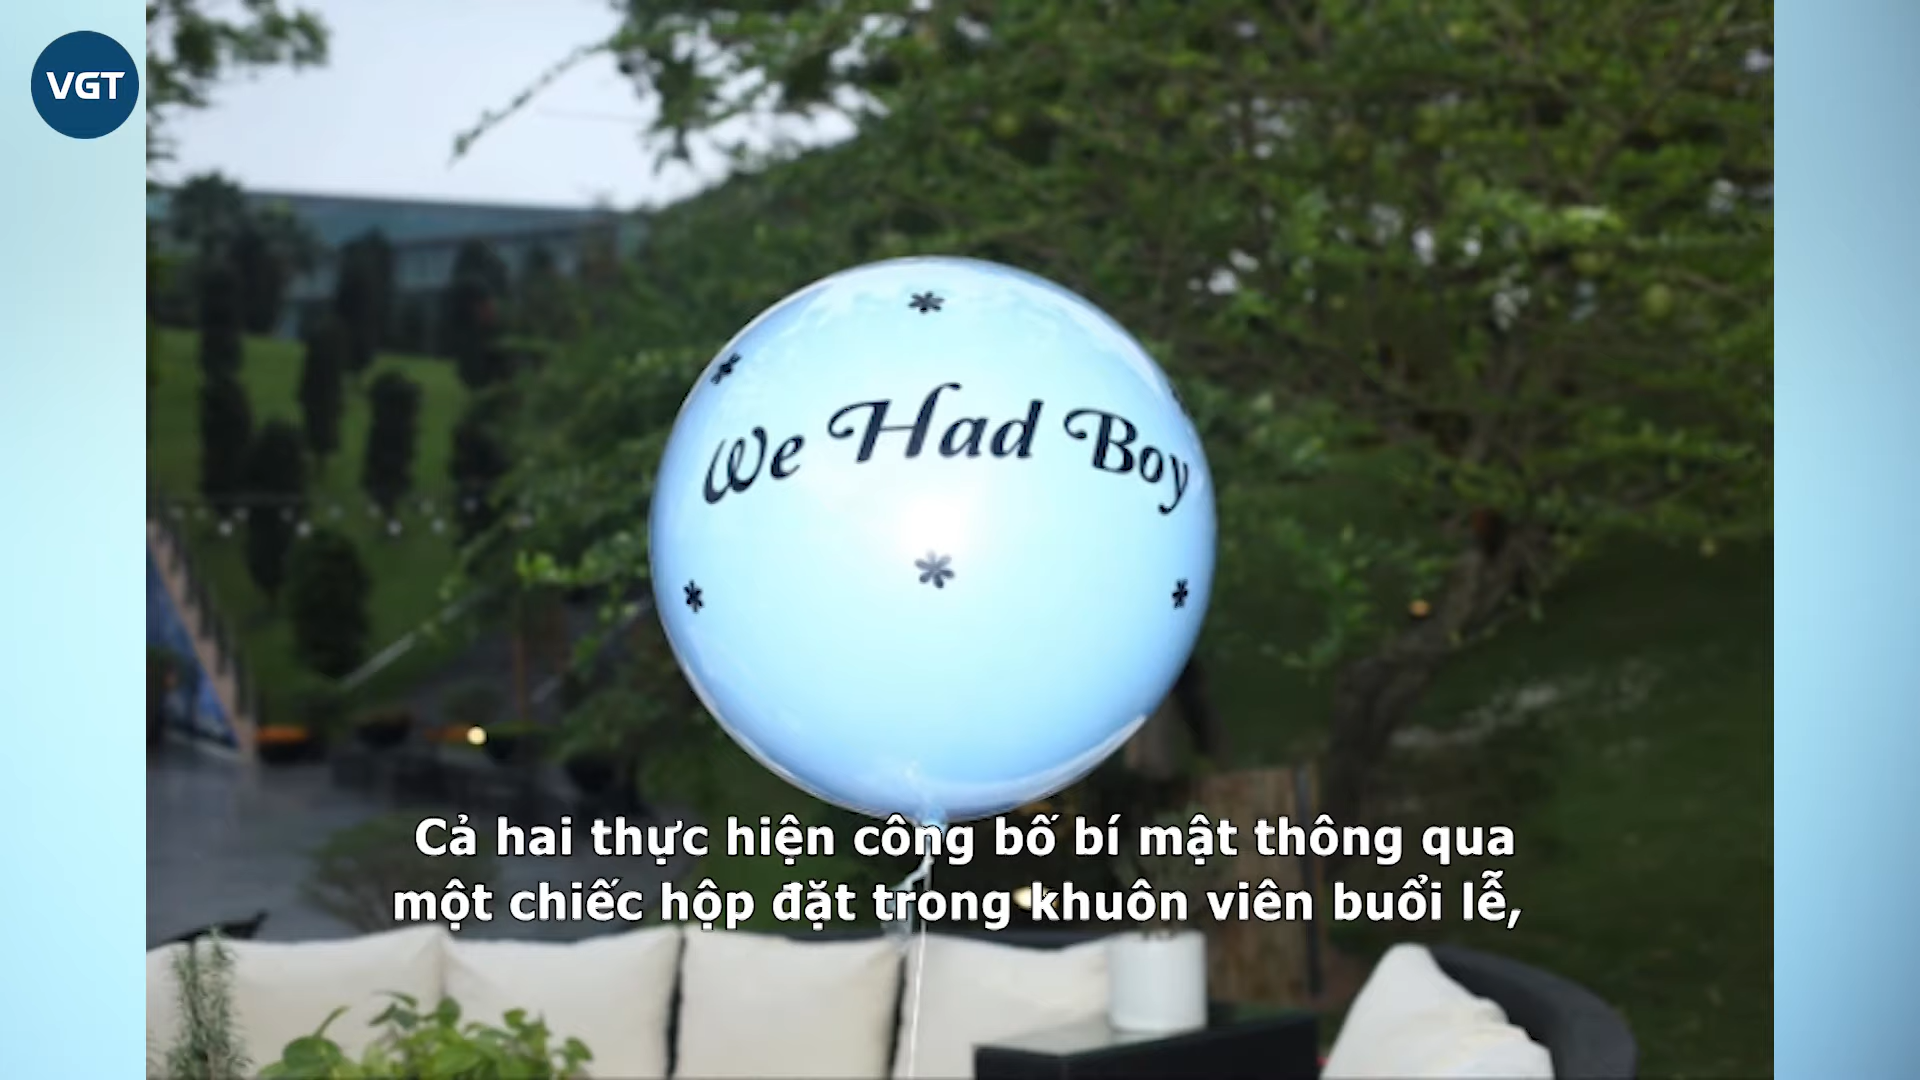 VGT
We Had Boy
Cả hai thực hiện công bố bí mật thông qua
một chiếc hộp đặt trong khuôn viên buổi lễ,